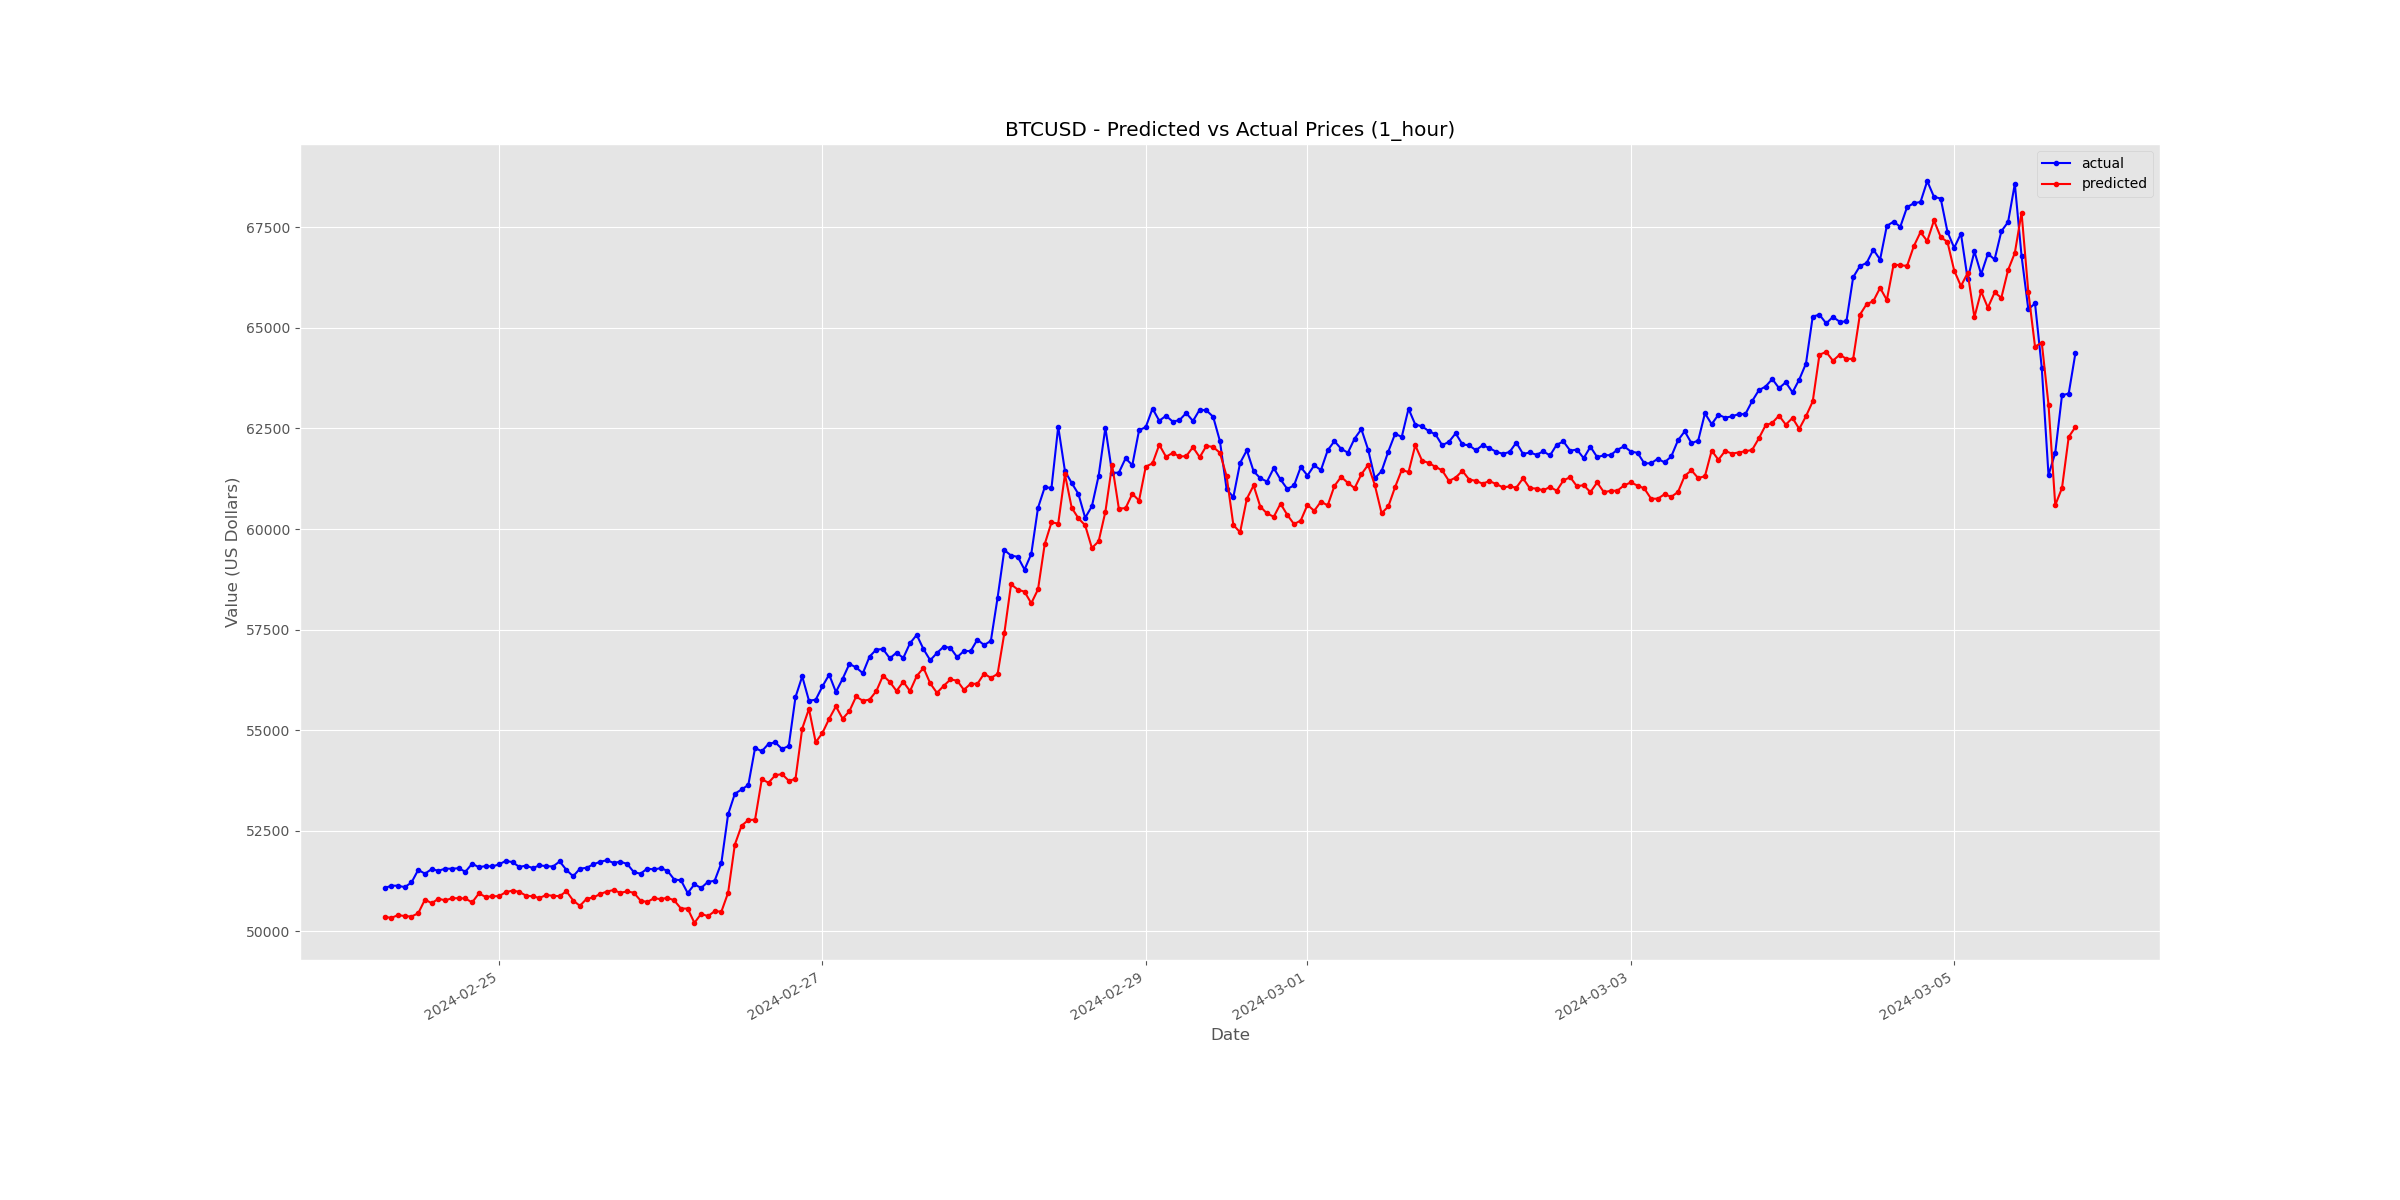 BTCUSD - Predicted vs Actual Prices (1_hour)
actual
predicted
67500
65000
62500
60000
57500
55000
52500
50000
Value (US Dollars)
2024-02-25
2024-02-27
2024-02-29
2024-03-01
2024-03-03
2024-03-05
Date